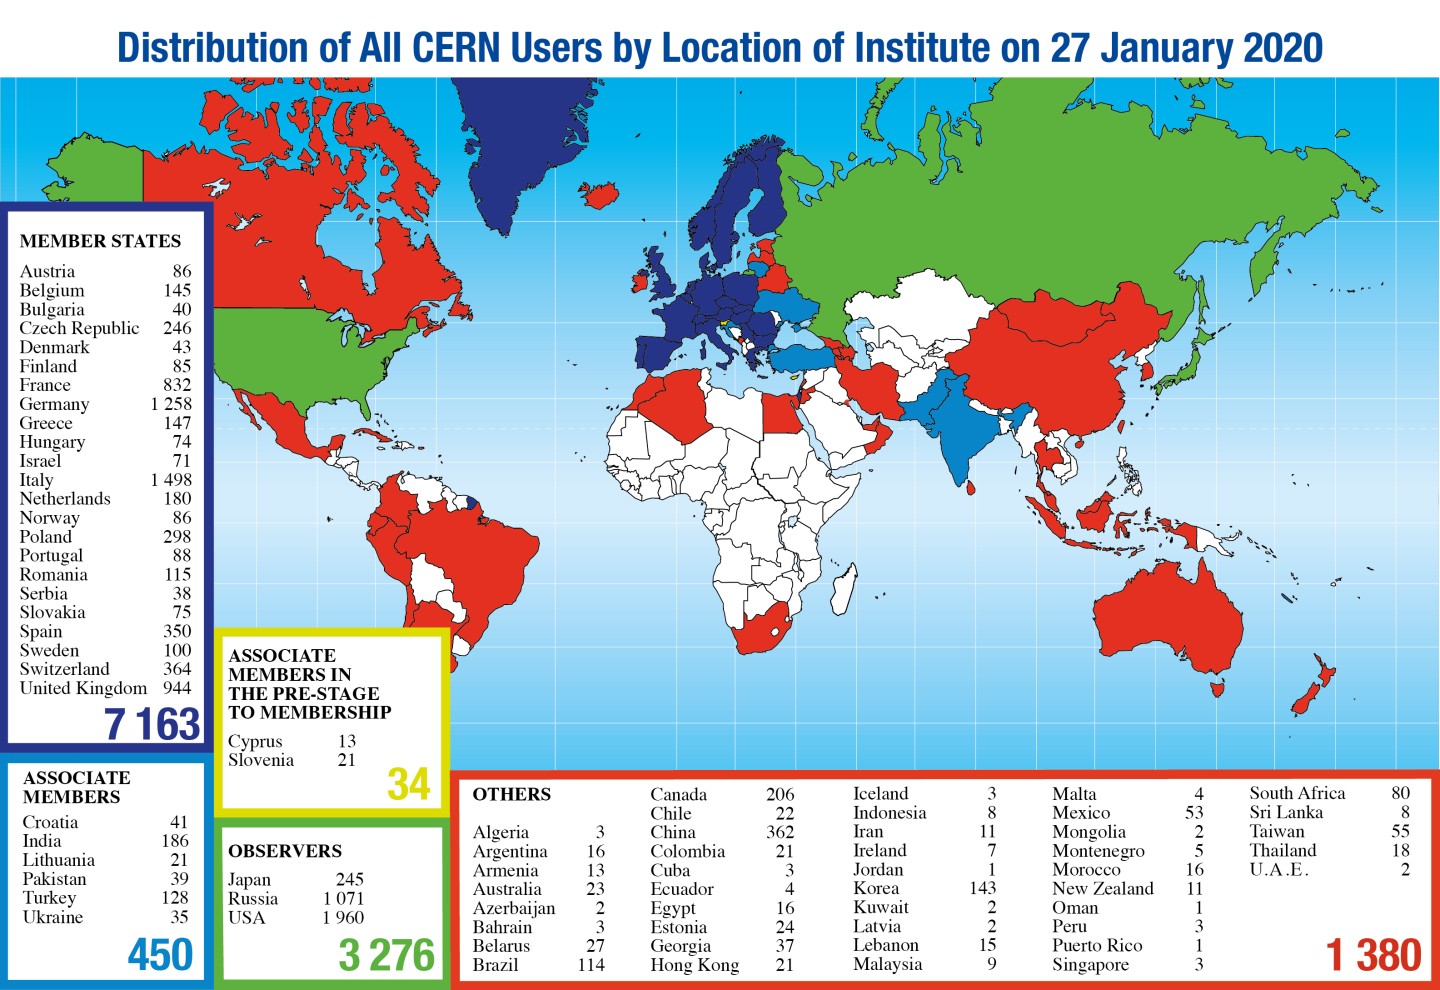 Distribution of All CERN Users by Location of Institute on 27 January 2020
MEMBER STATES
Austria 86
Belgium 145
Bulgaria 40
Czech Republic 246
Denmark 43
Finland 85
France 832
Germany 1 258
Greece 147
Hungary 74
Israel 71
Italy 1 498
Netherlands 180
Norway 86
Poland 298
Portugal 88
Romania 115
Serbia 38
Slovakia 75
Spain 350
Sweden 100
Switzerland 364
United Kingdom 944
7 163
ASSOCIATE
MEMBERS
Croatia 41
India 186
Lithuania 21
Pakistan 39
Turkey 128
Ukraine 35
450
ASSOCIATE
MEMBERS IN
THE PRE-STAGE
TO MEMBERSHIP
Cyprus 13
Slovenia 21
34
OBSERVERS
Japan 245
Russia 1 071
USA 1 960
3 276
OTHERS
Algeria 3
Argentina 16
Armenia 13
Australia 23
Azerbaijan 2
Bahrain 3
Belarus 27
Brazil 114
Canada 206
Chile 22
China 362
Colombia 21
Cuba 3
Ecuador 4
Egypt 16
Estonia 24
Georgia 37
Hong Kong 21
Iceland 3
Indonesia 8
Iran 11
Ireland 7
Jordan 1
Korea 143
Kuwait 2
Latvia 2
Lebanon 15
Malaysia 9
Malta 4
Mexico 53
Mongolia 2
Montenegro 5
Morocco 16
New Zealand 11
Oman 1
Peru 3
Puerto Rico 1
Singapore 3
South Africa 80
Sri Lanka 8
Taiwan 55
Thailand 18
U.A.E. 2
1 380